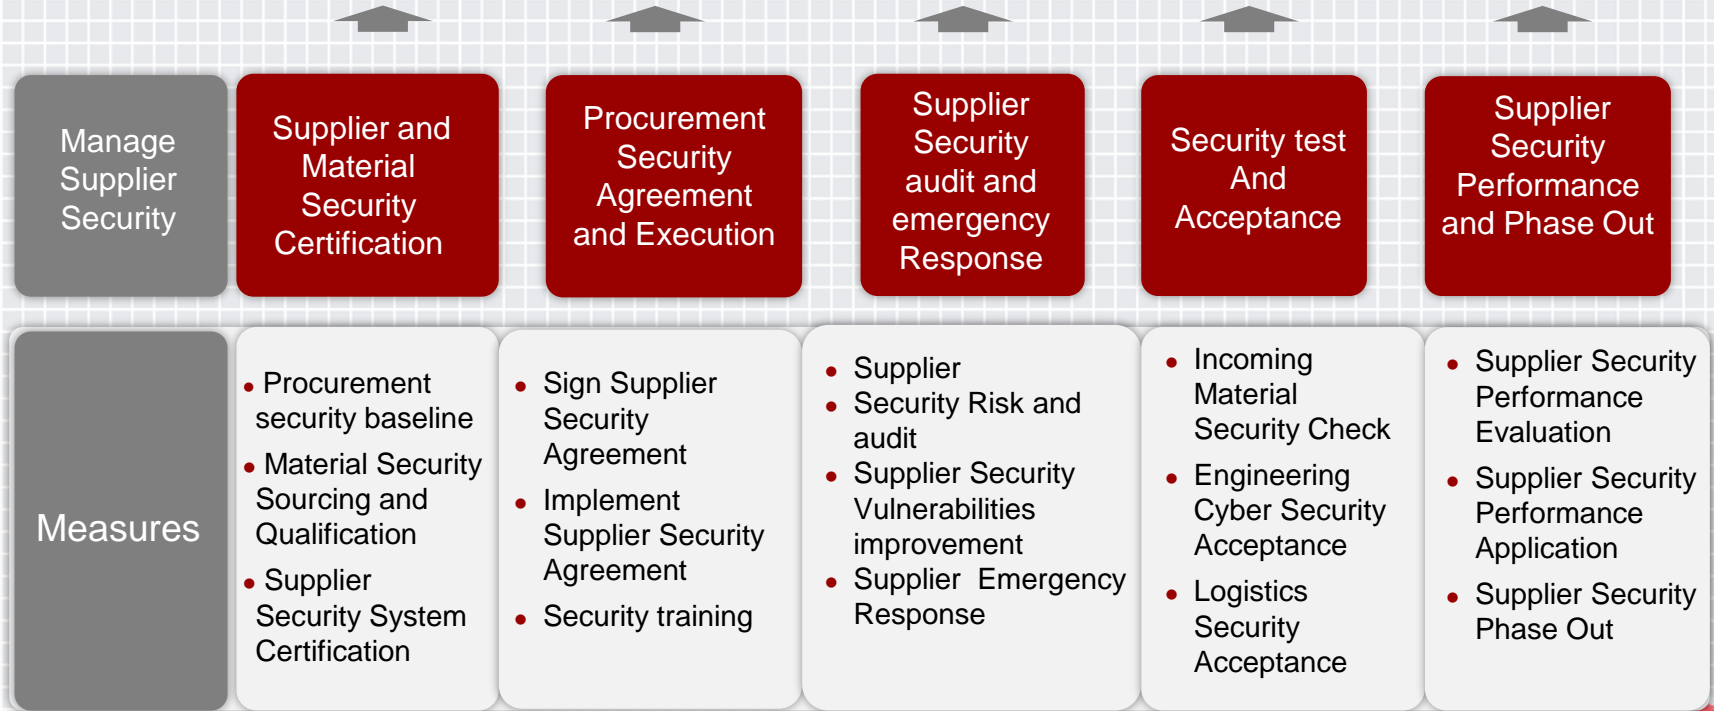 Manage
Supplier
Security
Supplier and
Material
Security
Certification
Procurement
Security
Agreement
and Execution
Supplier
Security
audit and
emergency
Response
Security test
And
Acceptance
Supplier
Security
Performance
and Phase Out
Measures
• Procurement
security baseline
• Material Security
Sourcing and
Qualification
• Supplier
Security System
Certification
• Sign Supplier
Security
Agreement
• Implement
Supplier Security
Agreement
• Security training
• Supplier
• Security Risk and
audit
• Supplier Security
Vulnerabilities
improvement
• Supplier Emergency
Response
• Incoming
Material
Security Check
• Engineering
Cyber Security
Acceptance
• Logistics
Security
Acceptance
• Supplier Security
Performance
Evaluation
• Supplier Security
Performance
Application
• Supplier Security
Phase Out